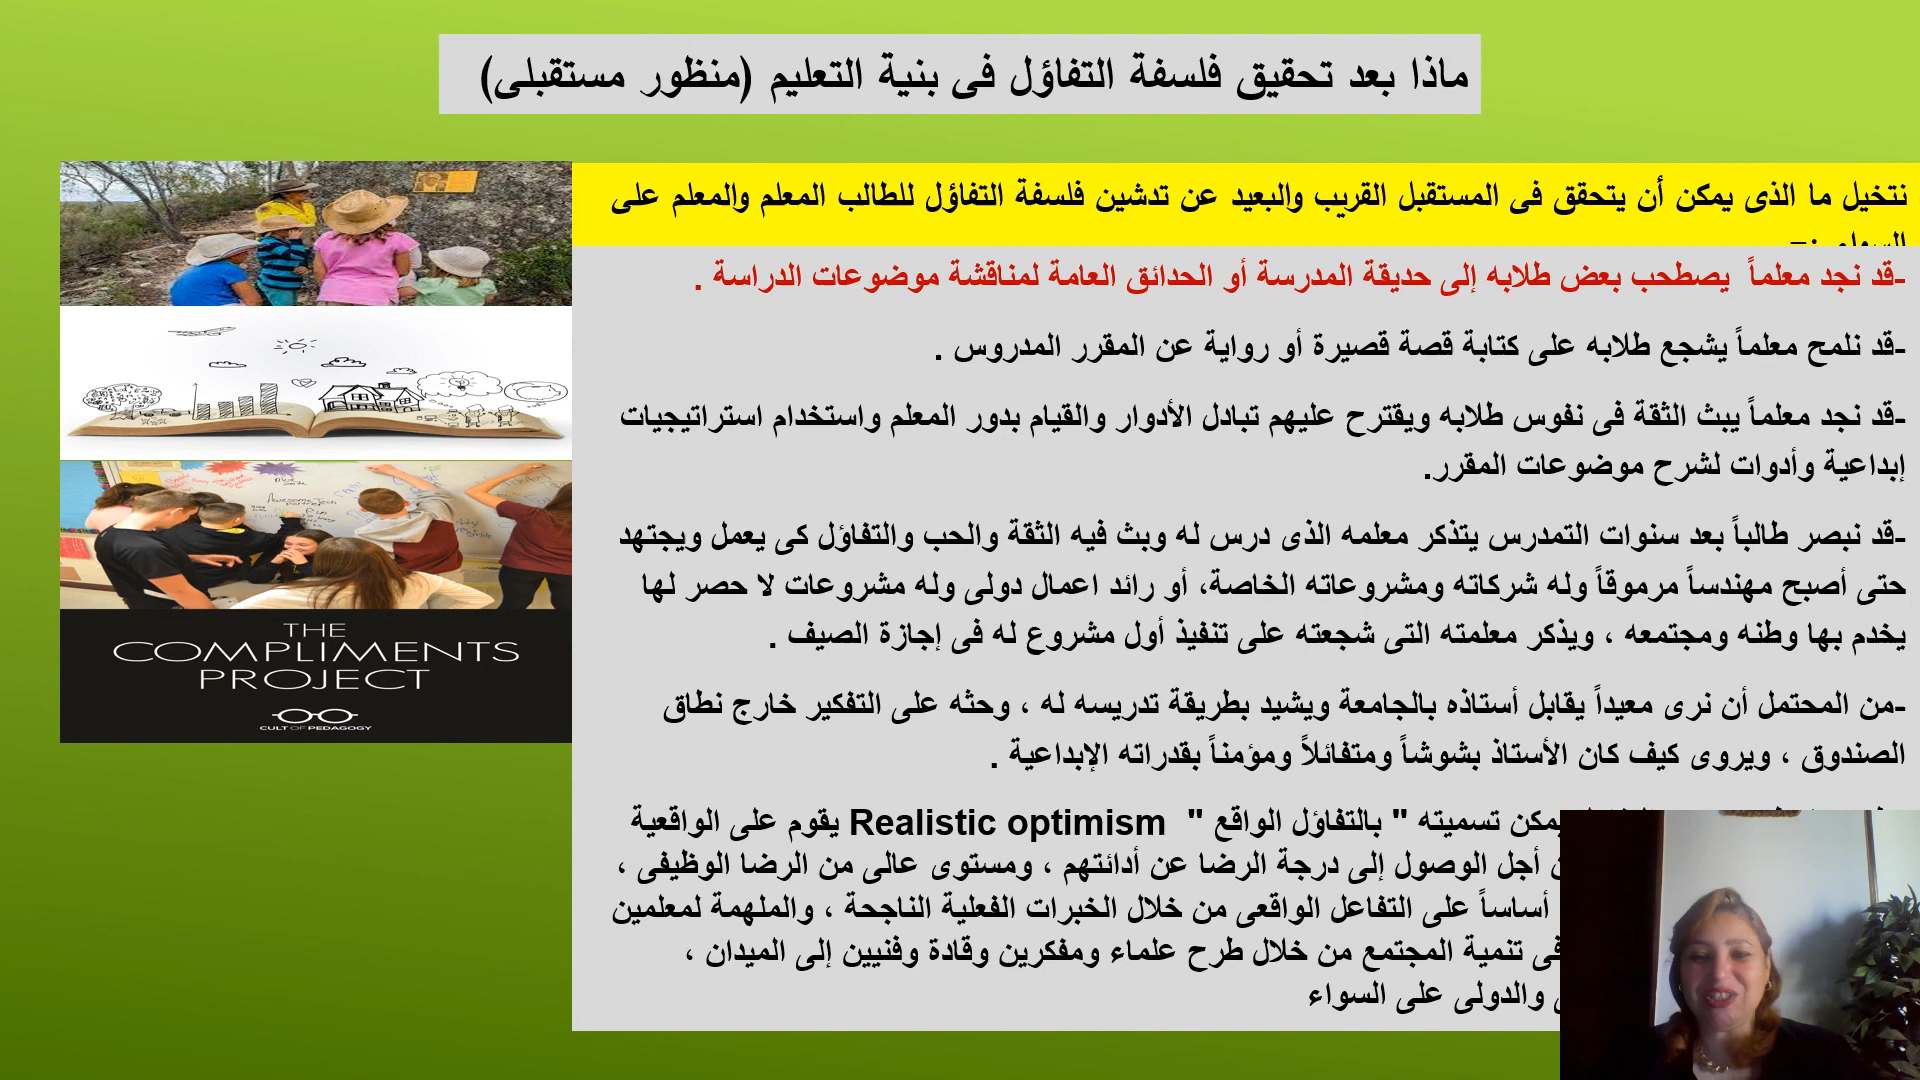 ماذا بعد تحقيق فلسفة التفاؤل فى بنية التعليم (منظور مستقبلى)
نتخيل ما الذى يمكن أن يتحقق فى المستقبل القريب والبعيد عن تدشين فلسفة التفاؤل للطالب المعلم والمعلم على
-قد نجد معلماً يصطحب بعض طلابه إلى حديقة المدرسة أو الحدائق العامة لمناقشة موضوعات الدراسة .
-قد نلمح معلماً يشجع طلابه على كتابة قصة قصيرة أو رواية عن المقرر المدروس .
-قد نجد معلماً يبث الثقة فى نفوس طلابه ويقترح عليهم تبادل الأدوار والقيام بدور المعلم واستخدام استراتيجيات
إبداعية وأدوات لشرح موضوعات المقرر.
-قد نبصر طالباً بعد سنوات التمدرس يتذكر معلمه الذى درس له وبث فيه الثقة والحب والتفاؤل كى يعمل ويجتهد
حتى أصبح مهندساً مرموقاً وله شركاته ومشروعاته الخاصة، أو رائد اعمال دولى وله مشروعات لا حصر لها
يخدم بها وطنه ومجتمعه ، ويذكر معلمته التى شجعته على تنفيذ أول مشروع له فى إجازة الصيف .
-من المحتمل أن نرى معيداً يقابل أستاذه بالجامعة ويشيد بطريقة تدريسه له ، وحثه على التفكير خارج نطاق
الصندوق ، ويروى كيف كان الأستاذ بشوشاً ومتفائلاً ومؤمناً بقدراته الإبداعية .
يمكن تسميته " بالتفاؤل الواقع " Realistic optimism يقوم على الواقعية
أجل الوصول إلى درجة الرضا عن أدائتهم ، ومستوى عالى من الرضا الوظيفى ،
أساساً على التفاعل الواقعى من خلال الخبرات الفعلية الناجحة ، والملهمة لمعلمين
فى تنمية المجتمع من خلال طرح علماء ومفكرين وقادة وفنيين إلى الميدان ،
والدولى على السواء
THE
COMPLIMENTS
PROJECT
CULT OF PEDAGOGY